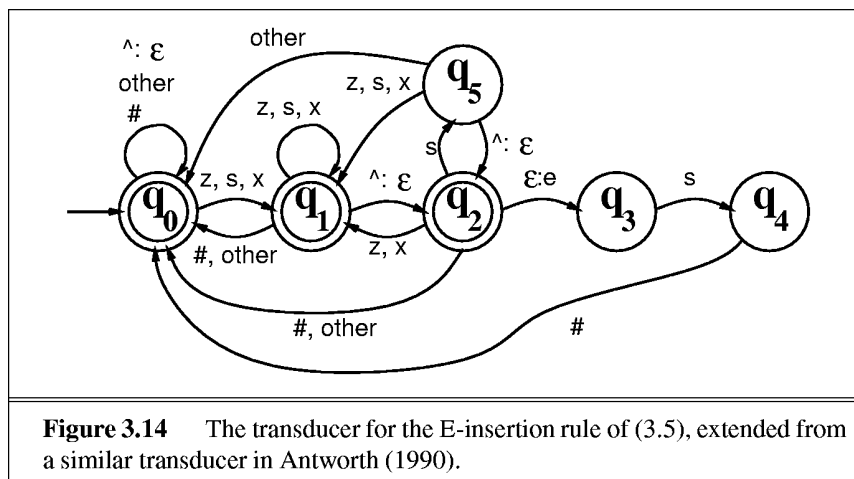 ^: ε
other
#
other
z, s, x
z, s, x
q5
s
^: ε
z, s, x
^: ε
ε:e
s
q0
q1
q2
q3
q4
#, other
z, x
#, other
#
Figure 3.14 The transducer for the E-insertion rule of (3.5), extended from
a similar transducer in Antworth (1990).